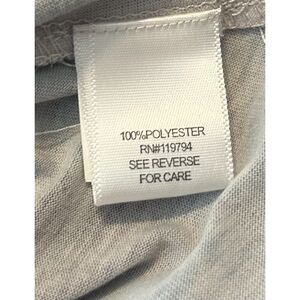 100%POLYESTER
RN#119794
SEE REVERSE
FOR CARE